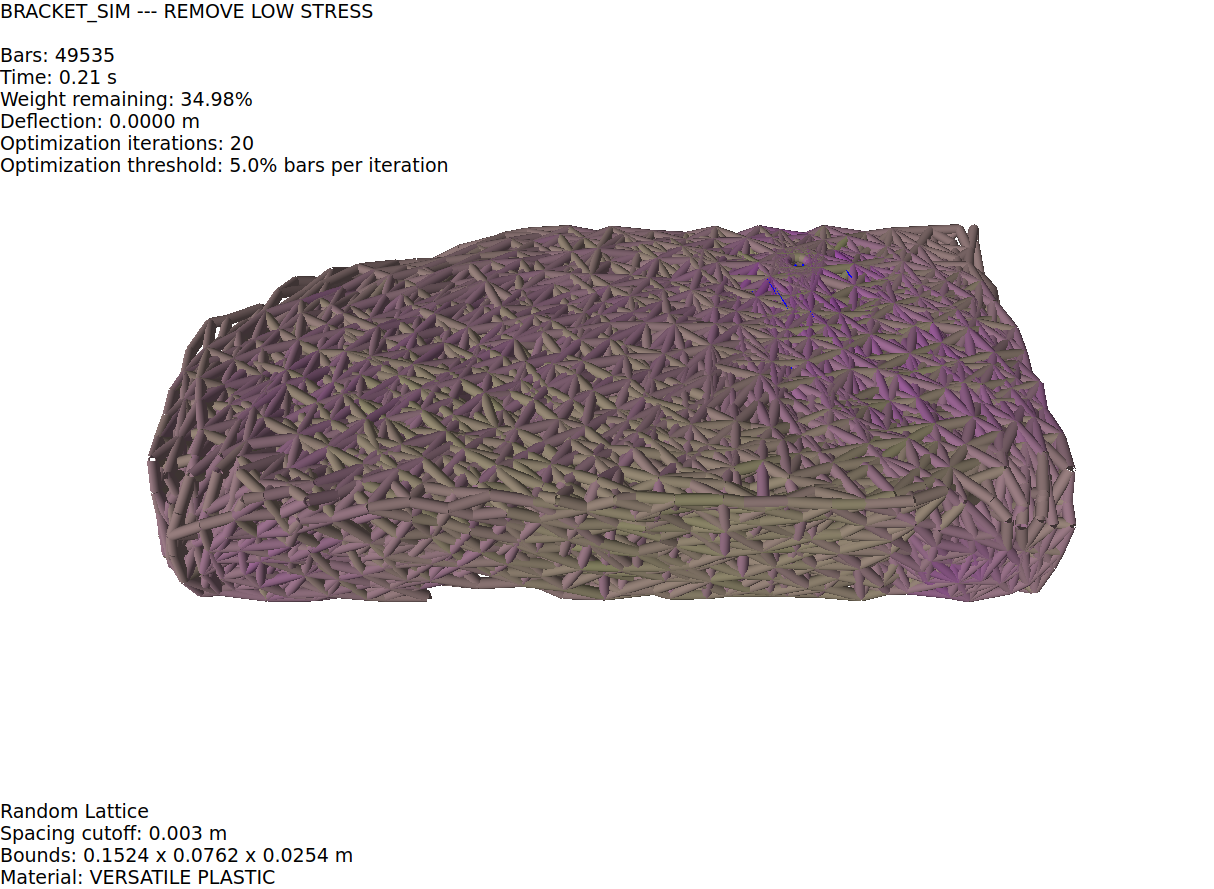 BRACKET_SIM --- REMOVE LOW STRESS
Bars: 49535
Time: 0.21 s
Weight remaining: 34.98%
Deflection: 0.0000 m
Optimization iterations: 20
Optimization threshold: 5.0% bars per iteration
Random Lattice
Spacing cutoff: 0.003 m
Bounds: 0.1524 x 0.0762 x 0.0254 m
Material: VERSATILE PLASTIC